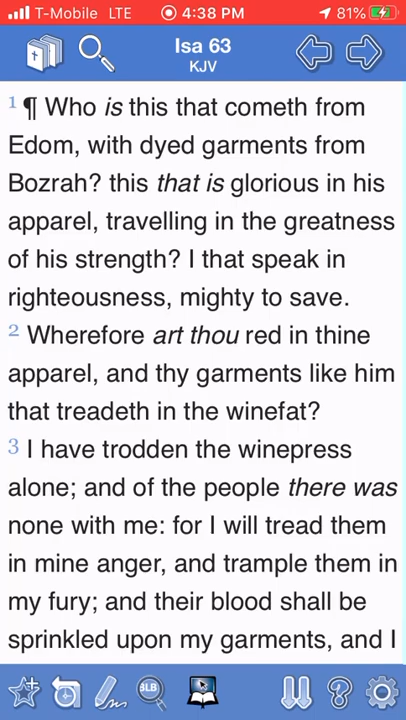 T-Mobile LTE 4:38 PM 81%
Isa 63
KJV
1 ¶ Who is this that cometh from
Edom, with dyed garments from
Bozrah? this that is glorious in his
apparel, travelling in the greatness
of his strength? I that speak in
righteousness, mighty to save.
2 Wherefore art thou red in thine
apparel, and thy garments like him
that treadeth in the winefat?
3 I have trodden the winepress
alone; and of the people there was
none with me: for I will tread them
in mine anger, and trample them in
my fury; and their blood shall be
sprinkled upon my garments, and I
BLB